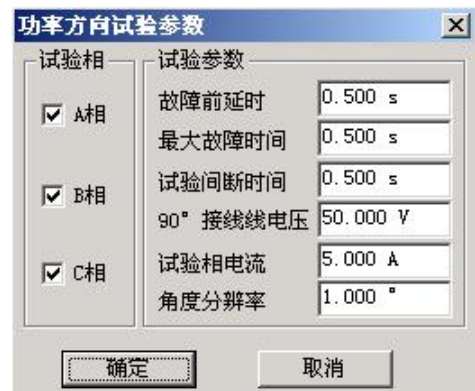 功率方向试验参数
试验相
A相
B相
C相
试验参数
故障前延时 0.500 s
最大故障时间 0.500 s
试验间断时间 0.500 s
90° 接线线电压 50.000 V
试验相电流 5.000 A
角度分辨率 1.000 °
确定 取消